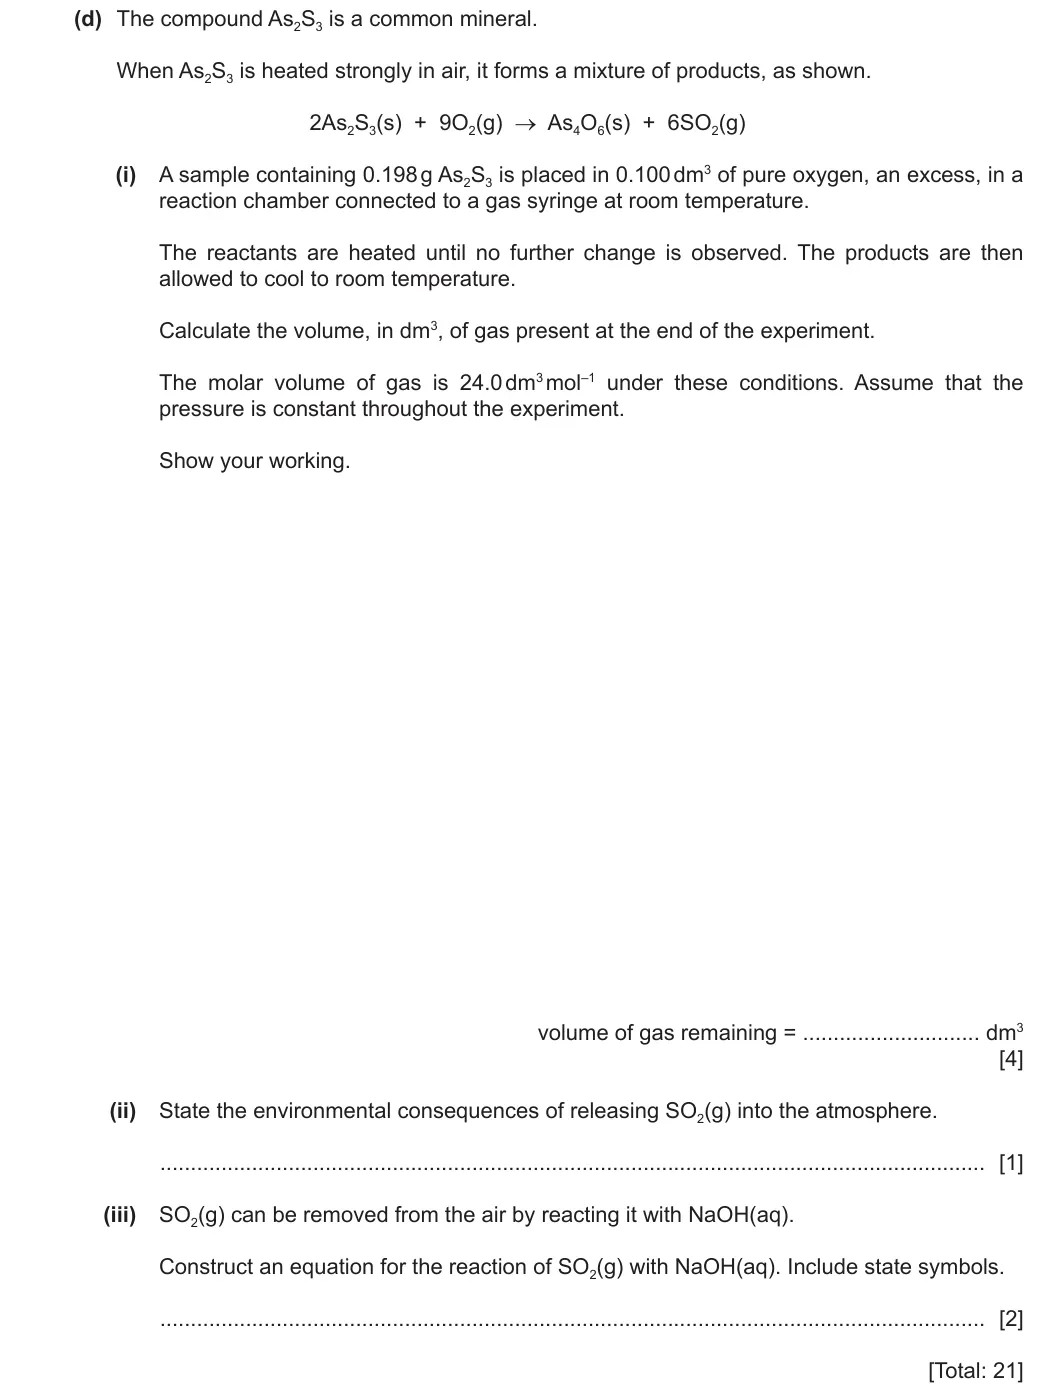 (d) The compound As₂S₃ is a common mineral.
When As₂S₃ is heated strongly in air, it forms a mixture of products, as shown.
2As₂S₃(s) + 9O₂(g) → As₄O₆(s) + 6SO₂(g)
(i) A sample containing 0.198 g As₂S₃ is placed in 0.100 dm³ of pure oxygen, an excess, in a
reaction chamber connected to a gas syringe at room temperature.
The reactants are heated until no further change is observed. The products are then
allowed to cool to room temperature.
Calculate the volume, in dm³, of gas present at the end of the experiment.
The molar volume of gas is 24.0 dm³ mol⁻¹ under these conditions. Assume that the
pressure is constant throughout the experiment.
Show your working.
volume of gas remaining = ............................. dm³
[4]
(ii) State the environmental consequences of releasing SO₂(g) into the atmosphere.
....................................................................................................................................... [1]
(iii) SO₂(g) can be removed from the air by reacting it with NaOH(aq).
Construct an equation for the reaction of SO₂(g) with NaOH(aq). Include state symbols.
....................................................................................................................................... [2]
[Total: 21]